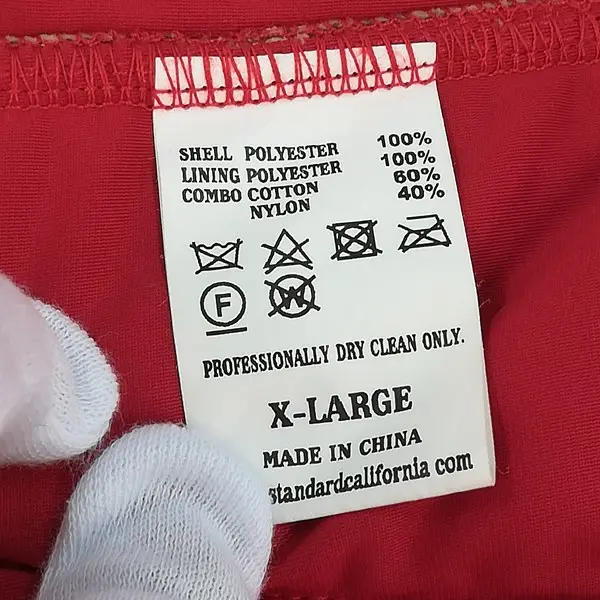 SHELL POLYESTER 100%
LINING POLYESTER 100%
COMBO COTTON 60%
NYLON 40%
F W
PROFESSIONALLY DRY CLEAN ONLY.
X-LARGE
MADE IN CHINA
standardcalifornia com